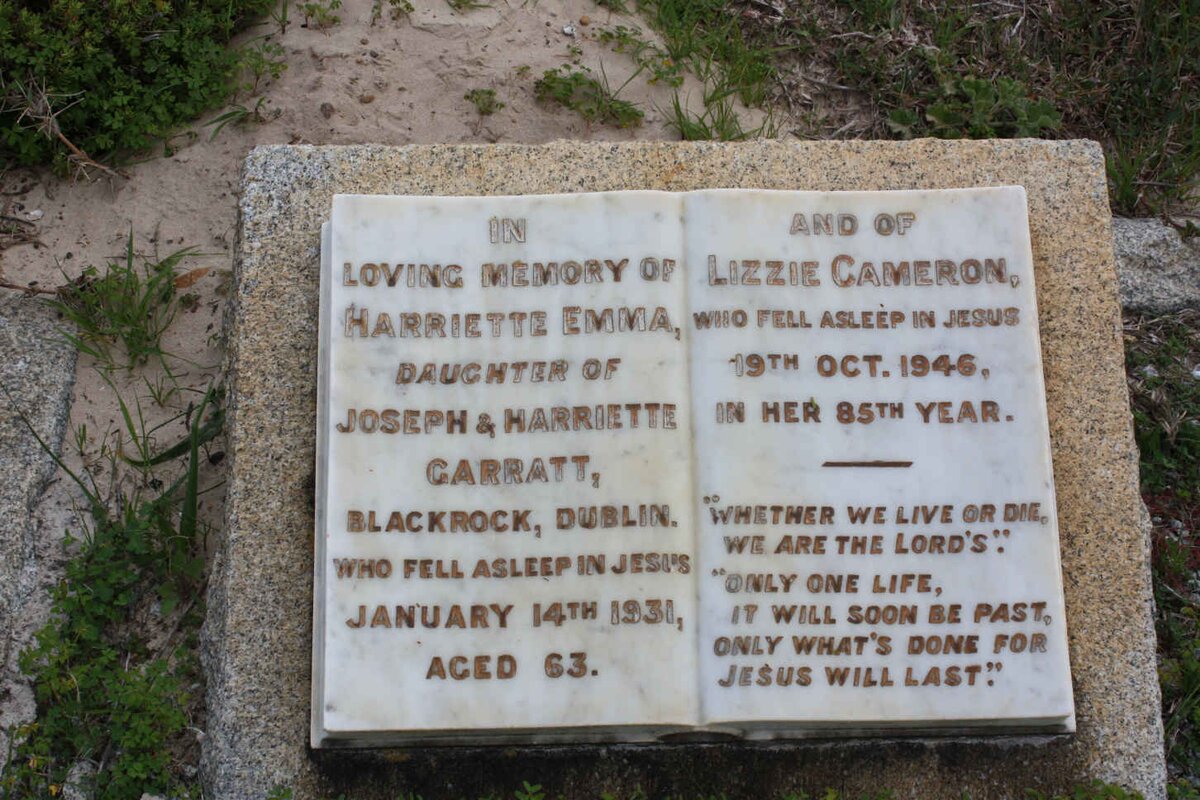 IN
LOVING MEMORY OF
HARRIETTE EMMA,
DAUGHTER OF
JOSEPH & HARRIETTE
GARRATT,
BLACKROCK, DUBLIN.
WHO FELL ASLEEP IN JESUS
JANUARY 14TH 1931,
AGED 63.
AND OF
LIZZIE CAMERON,
WHO FELL ASLEEP IN JESUS
19TH OCT. 1946,
IN HER 85TH YEAR.
"WHETHER WE LIVE OR DIE,
WE ARE THE LORD'S".
"ONLY ONE LIFE,
IT WILL SOON BE PAST,
ONLY WHAT'S DONE FOR
JESUS WILL LAST".